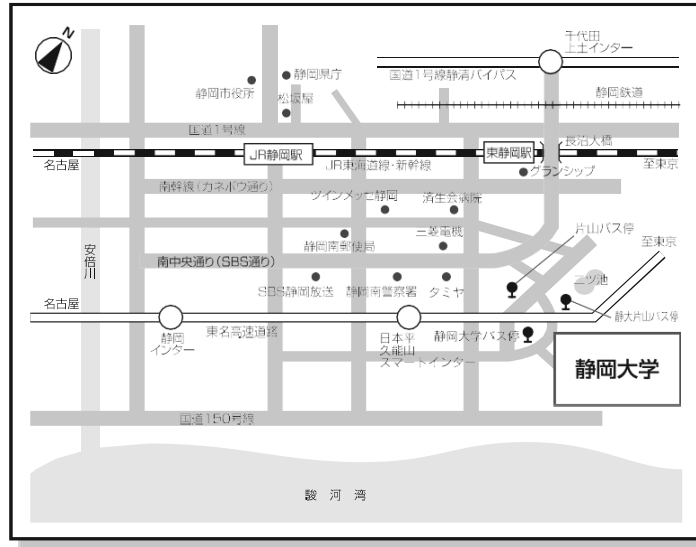 N
千代田
上土インター
静岡県庁
国道1号線静清バイパス
静岡市役所
松坂屋
静岡鉄道
国道1号線
長沼大橋
JR静岡駅
東静岡駅
名古屋
JR東海道線・新幹線
至東京
グランシップ
南幹線(カネボウ通り)
ツインメッセ静岡
済生会病院
片山バス停
三菱電機
静岡南郵便局
至東京
安倍川
南中央通り(SBS通り)
二ツ池
SBS静岡放送
静岡南警察署
タミヤ
名古屋
静大片山バス停
静岡
インター
東名高速道路
日本平
久能山
スマートインター
静岡大学バス停
静岡大学
国道150号線
駿河湾